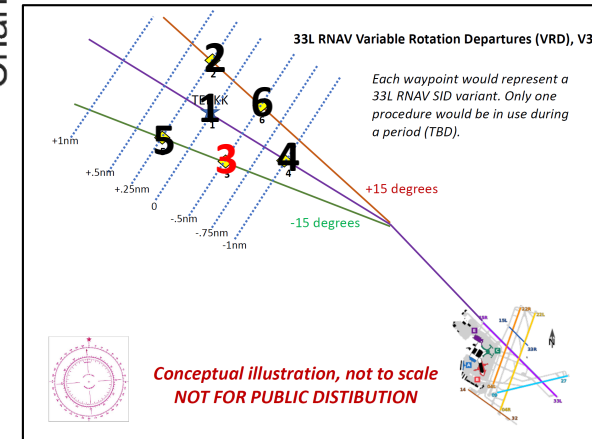 33L RNAV Variable Rotation Departures (VRD), V3
Each waypoint would represent a
33L RNAV SID variant. Only one
procedure would be in use during
a period (TBD).
2
2
1
1
6
6
5
3
3
4
4
+1nm
+.5nm
+.25nm
0
-.5nm
-.75nm
-1nm
+15 degrees
-15 degrees
15L
33R
33L
22L
27
14
32
N
Conceptual illustration, not to scale
NOT FOR PUBLIC DISTIBUTION